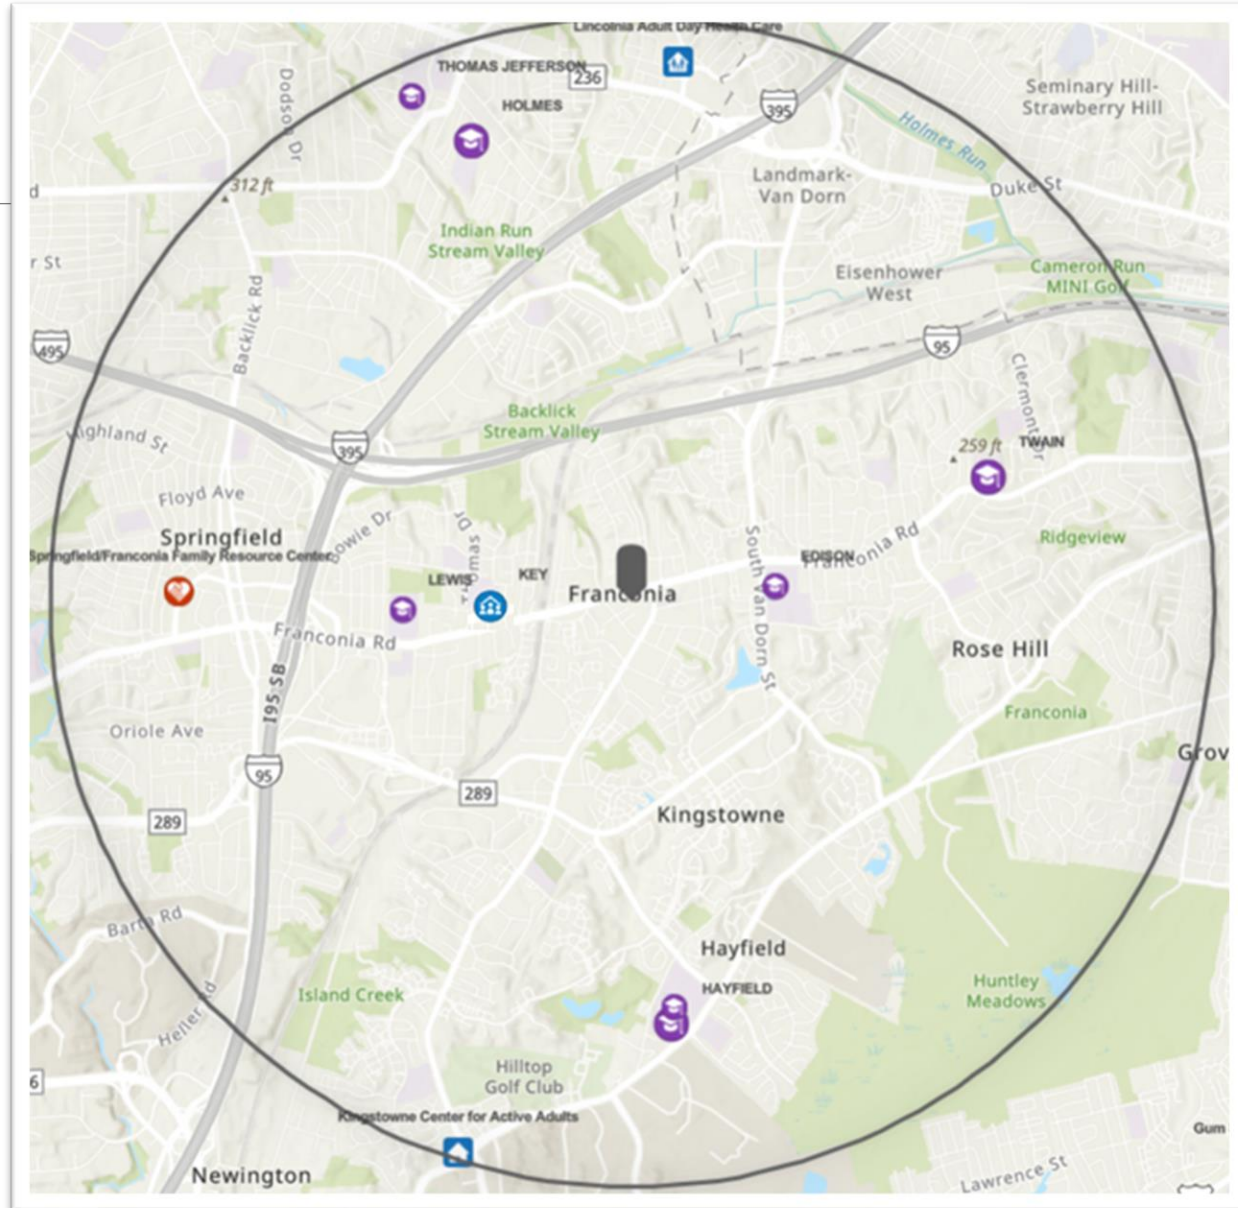 Lincolnia Adult Day Health Care
THOMAS JEFFERSON
236
HOLMES
395
Seminary Hill-
Strawberry Hill
Dodson Dr
Holmes Run
d
312 ft
Landmark-
Van Dorn
Duke St
Indian Run
Stream Valley
r St
Eisenhower
West
Cameron Run
MINI Golf
Backlick Rd
495
95
Clermont Dr
Backlick
Stream Valley
Highland St
395
259 ft
TWAIN
Floyd Ave
Springfield
Bowie Dr
Thomas Dr
South Van Dorn St
Franconia Rd
Ridgeview
Springfield/Franconia Family Resource Center
EDISON
LEWIS
KEY
Franconia
Franconia Rd
Rose Hill
I95 SB
Franconia
Oriole Ave
Grov
95
289
289
Kingstowne
Barta Rd
Hayfield
HAYFIELD
Island Creek
Huntley
Meadows
Heller Rd
Hilltop
Golf Club
6
Kingstowne Center for Active Adults
Gum
Newington
Lawrence St